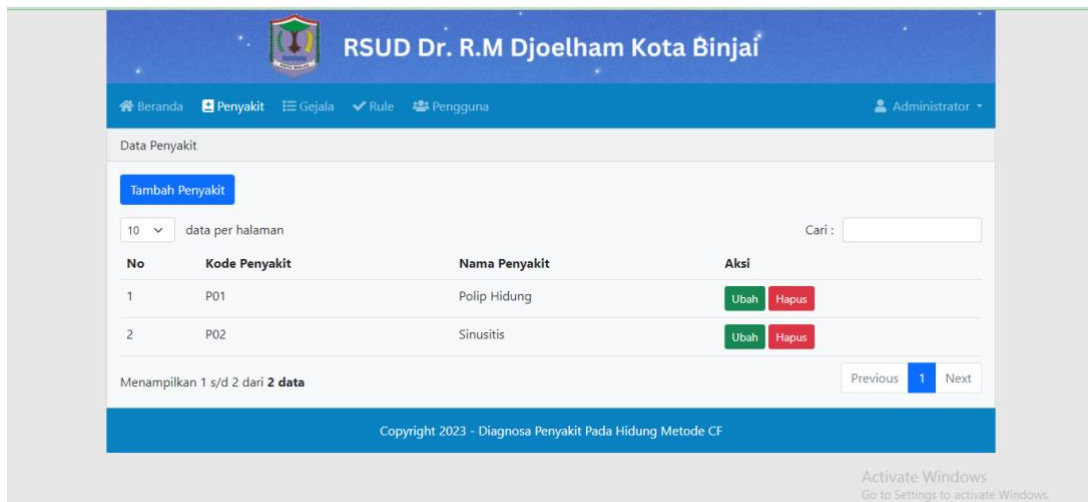 RSUD Dr. R.M Djoelham Kota Binjai
Beranda Penyakit Gejala Rule Pengguna Administrator
Data Penyakit
Tambah Penyakit
10 data per halaman Cari :
No Kode Penyakit Nama Penyakit Aksi
1 P01 Polip Hidung Ubah Hapus
2 P02 Sinusitis Ubah Hapus
Menampilkan 1 s/d 2 dari 2 data Previous 1 Next
Copyright 2023 - Diagnosa Penyakit Pada Hidung Metode CF
Activate Windows
Go to Settings to activate Windows.